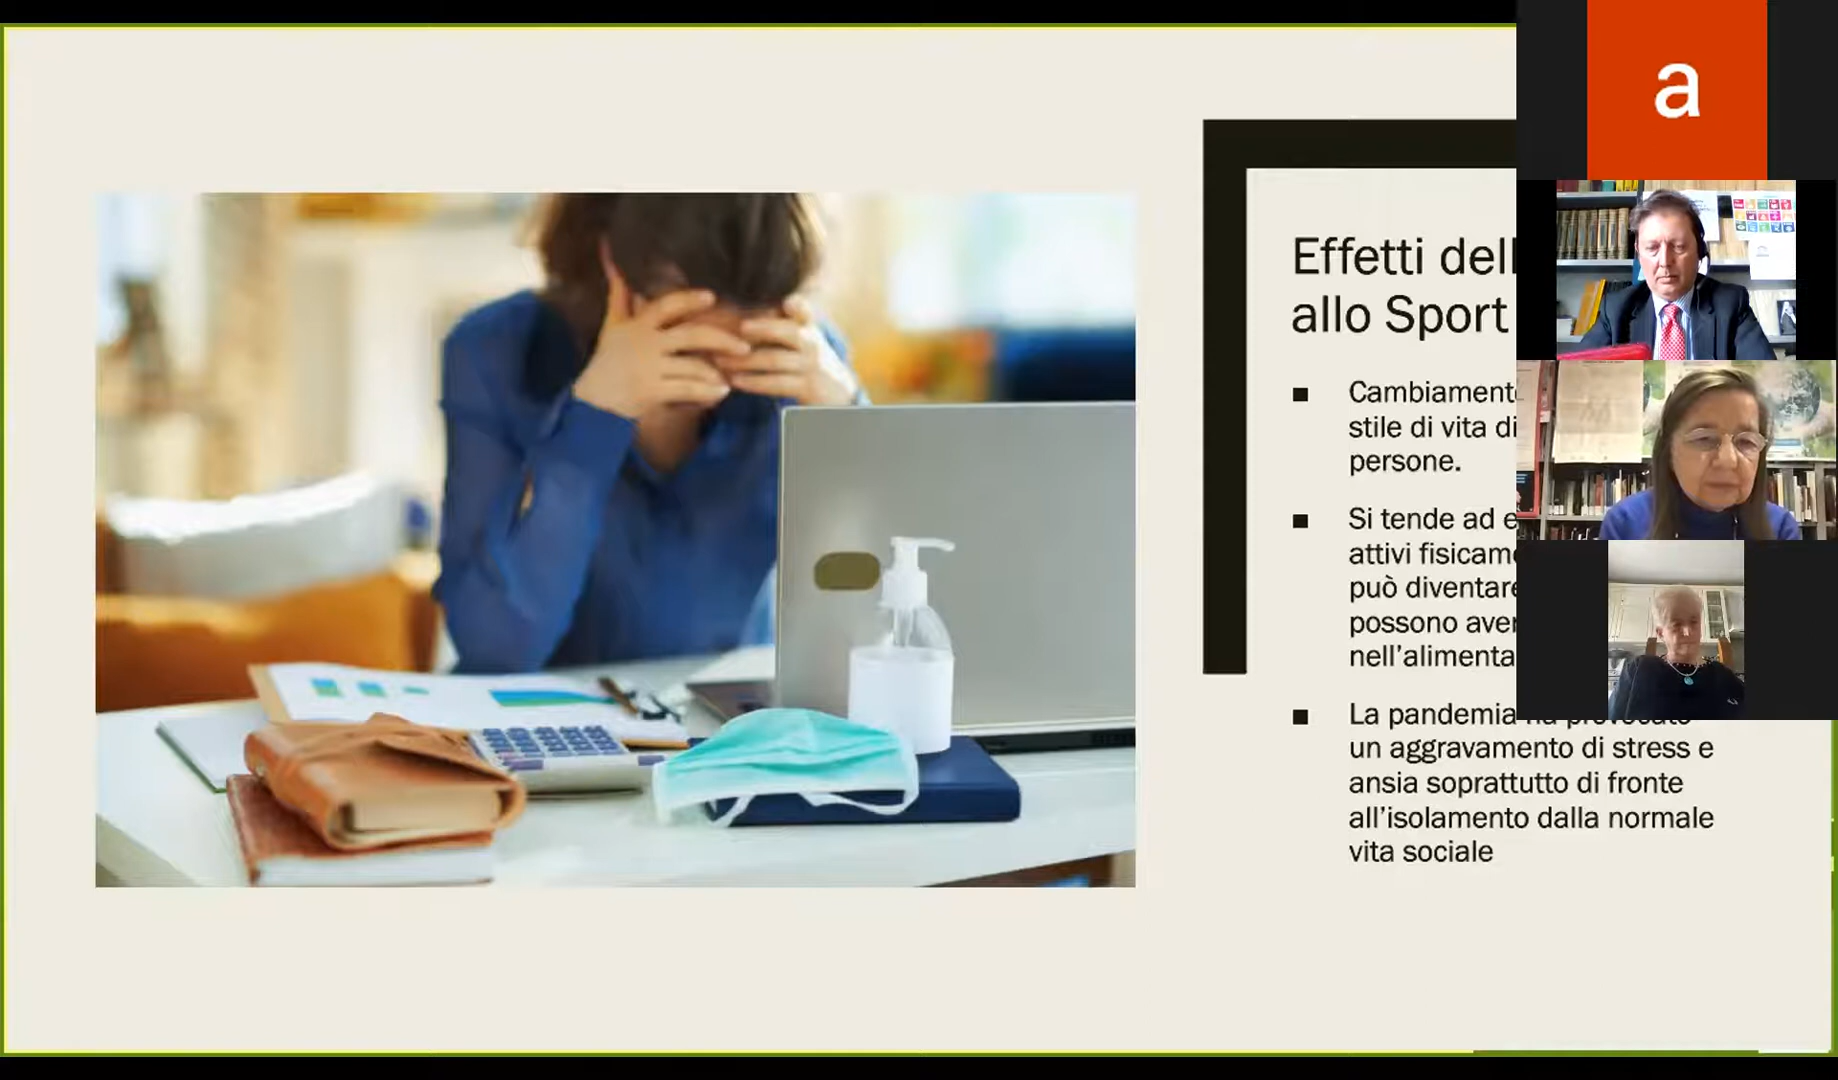 Effetti dell
allo Sport
Cambiament
stile di vita di
persone.
Si tende ad e
attivi fisicam
può diventare
possono aver
nell'alimenta
La pandemia ha provocato
un aggravamento di stress e
ansia soprattutto di fronte
all'isolamento dalla normale
vita sociale
a